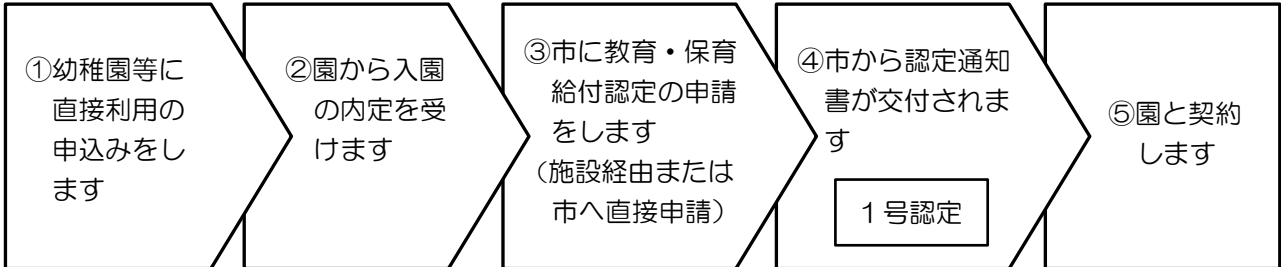 ①幼稚園等に
直接利用の
申込みをし
ます
②園から入園
の内定を受
けます
③市に教育・保育
給付認定の申請
をします
（施設経由または
市へ直接申請）
④市から認定通知
書が交付されま
す
１号認定
⑤園と契約
します